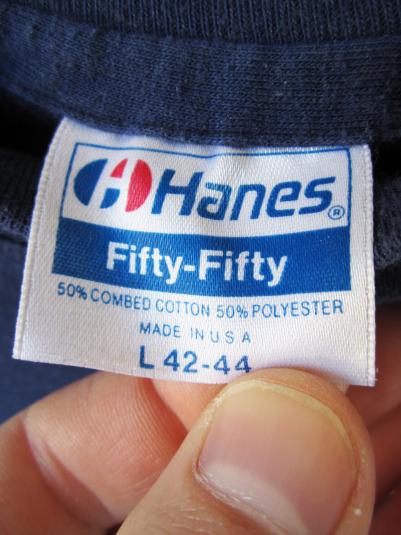 Hanes®
Fifty-Fifty
50% COMBED COTTON 50% POLYESTER
MADE IN U S A
L 42-44